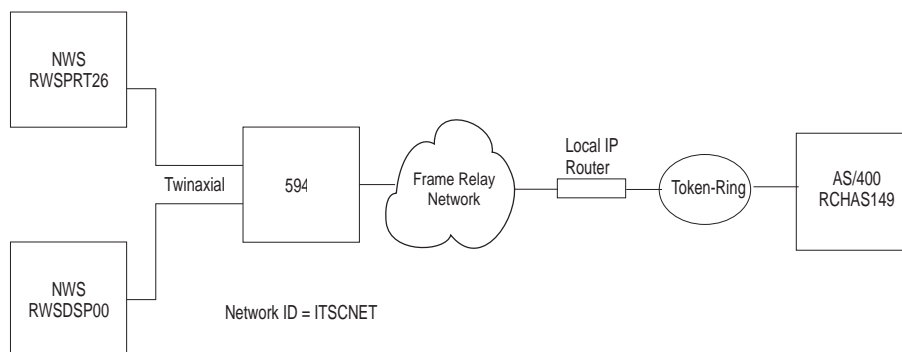 NWS
RWSPRT26
Twinaxial
594
Frame Relay
Network
Local IP
Router
Token-Ring
AS/400
RCHAS149
NWS
RWSDSP00
Network ID = ITSCNET